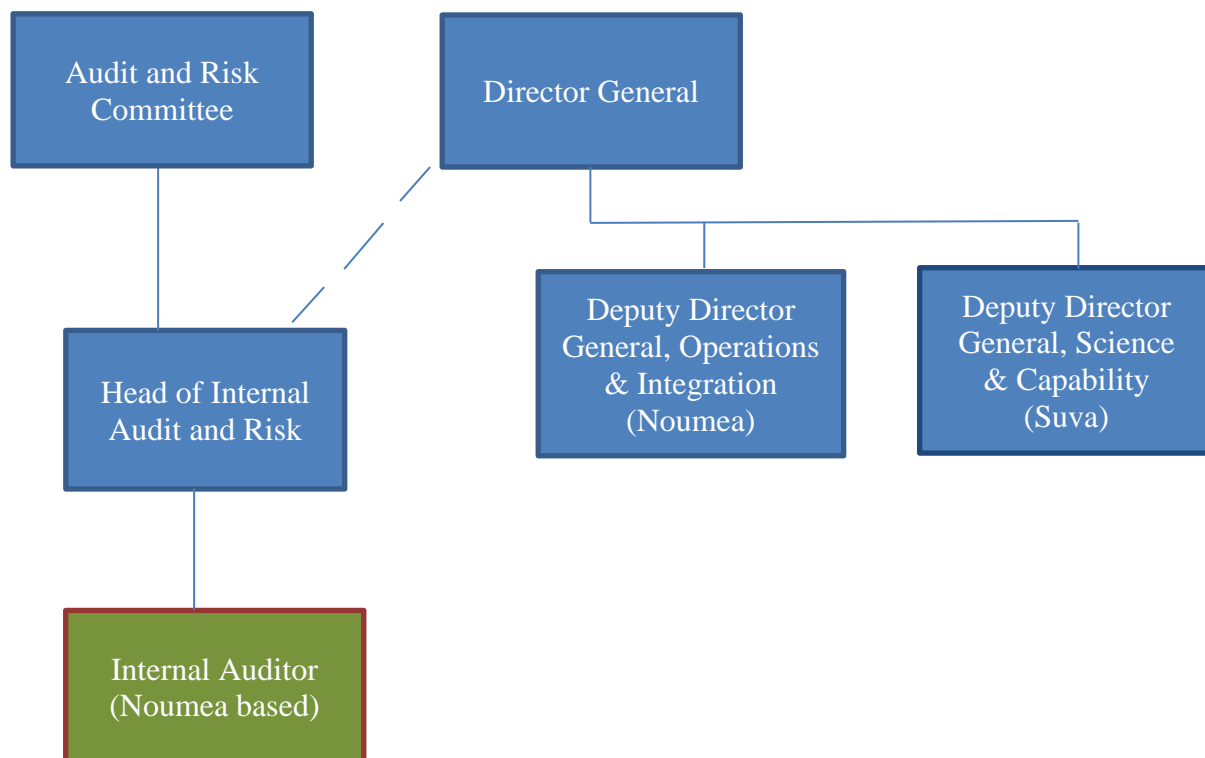 Audit and Risk
Committee
Director General
Deputy Director
General, Operations
& Integration
(Noumea)
Deputy Director
General, Science
& Capability
(Suva)
Head of Internal
Audit and Risk
Internal Auditor
(Noumea based)